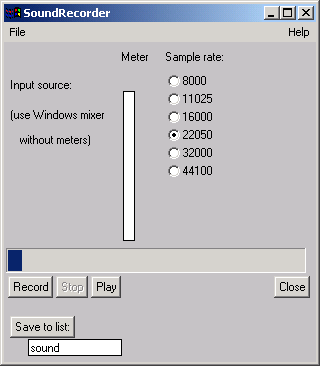 SoundRecorder
File Help
Meter Sample rate:
8000
Input source:
11025
(use Windows mixer
16000
without meters)
22050
32000
44100
Record Stop Play Close
Save to list:
sound